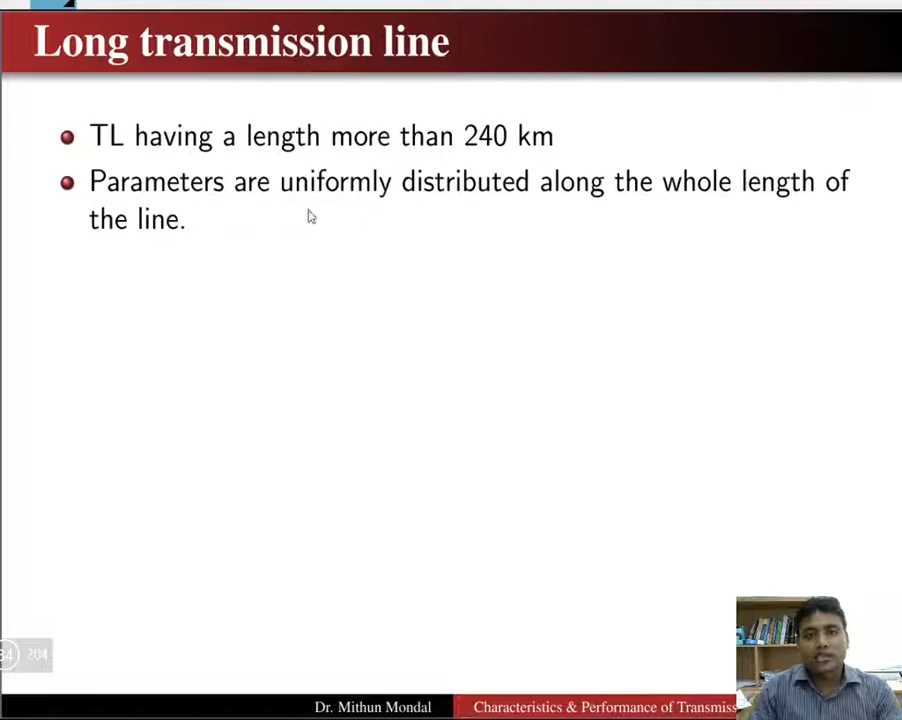 Long transmission line
TL having a length more than 240 km
Parameters are uniformly distributed along the whole length of
the line.
204
Dr. Mithun Mondal
Characteristics & Performance of Transmiss